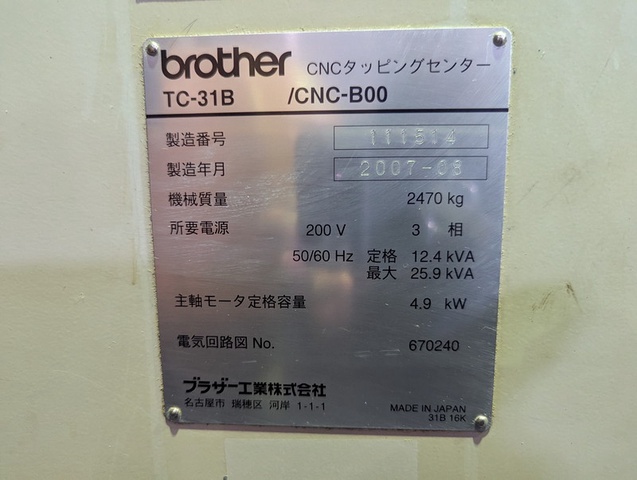 brother CNCタッピングセンター
TC-31B /CNC-B00
製造番号 111514
製造年月 2007-08
機械質量 2470 kg
所要電源 200 V 3 相
50/60 Hz 定格 12.4 kVA
最大 25.9 kVA
主軸モータ定格容量 4.9 kW
電気回路図 No. 670240
ブラザー工業株式会社
名古屋市 瑞穂区 河岸 1-1-1
MADE IN JAPAN
31B 16K